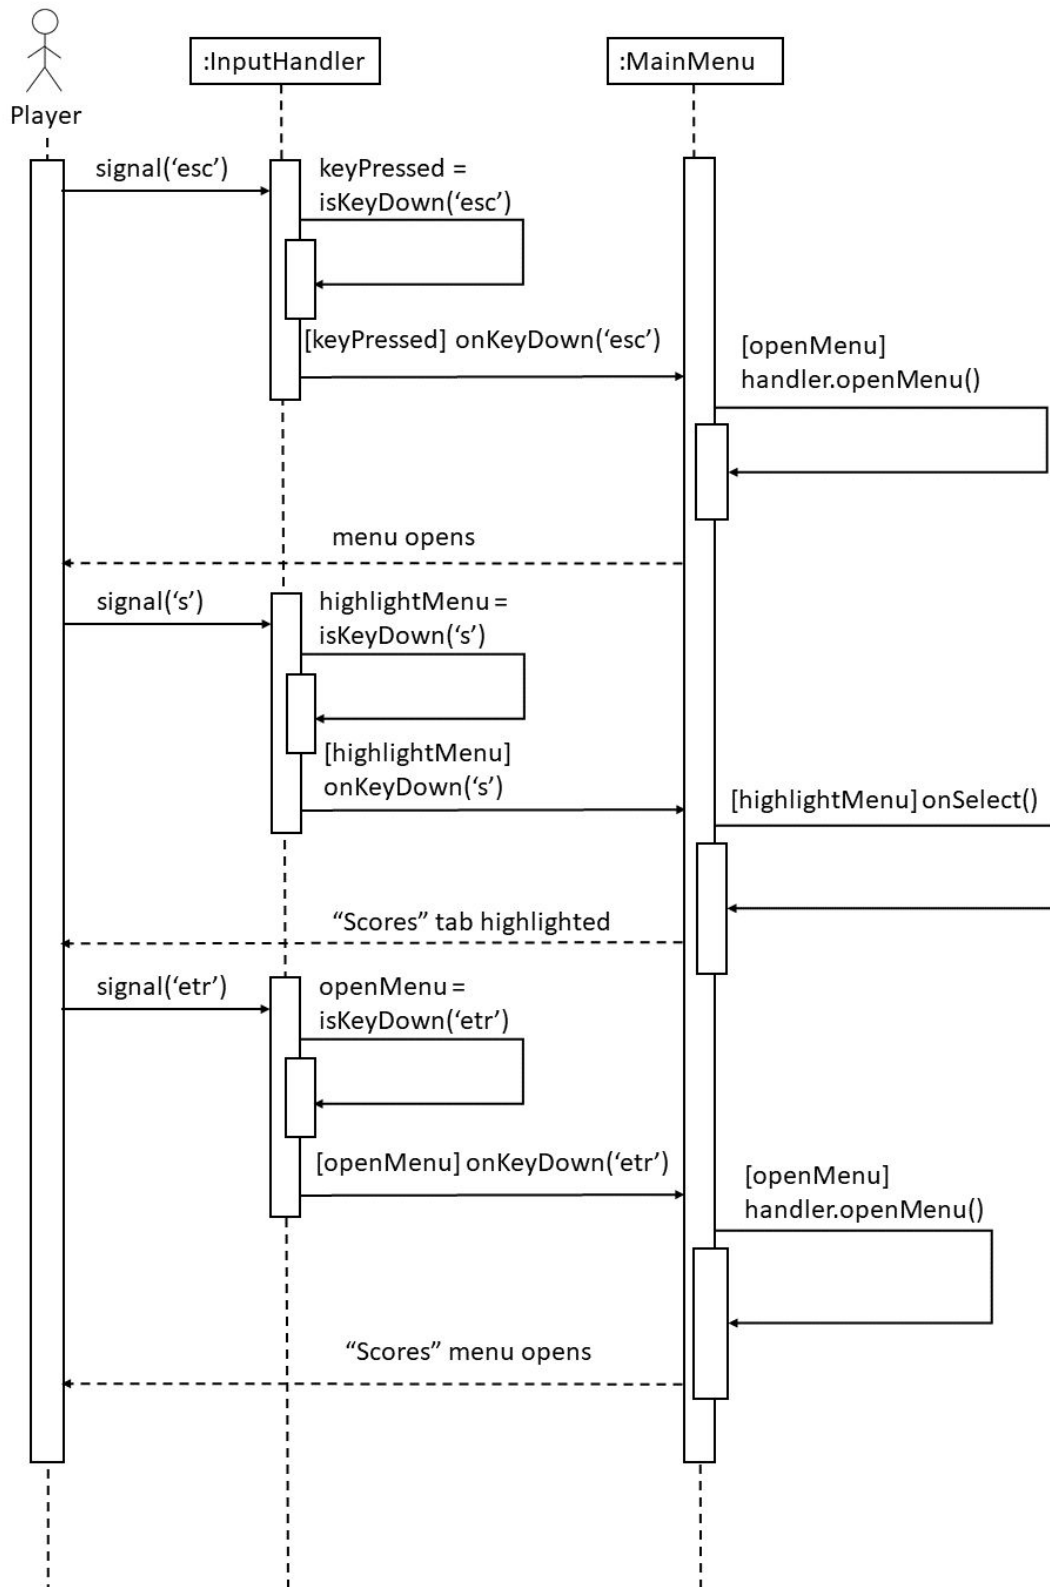 :InputHandler
:MainMenu
Player
signal(‘esc’)
keyPressed =
isKeyDown(‘esc’)
[keyPressed] onKeyDown(‘esc’)
[openMenu]
handler.openMenu()
menu opens
signal(‘s’)
highlightMenu =
isKeyDown(‘s’)
[highlightMenu]
onKeyDown(‘s’)
[highlightMenu] onSelect()
“Scores” tab highlighted
signal(‘etr’)
openMenu =
isKeyDown(‘etr’)
[openMenu] onKeyDown(‘etr’)
[openMenu]
handler.openMenu()
“Scores” menu opens